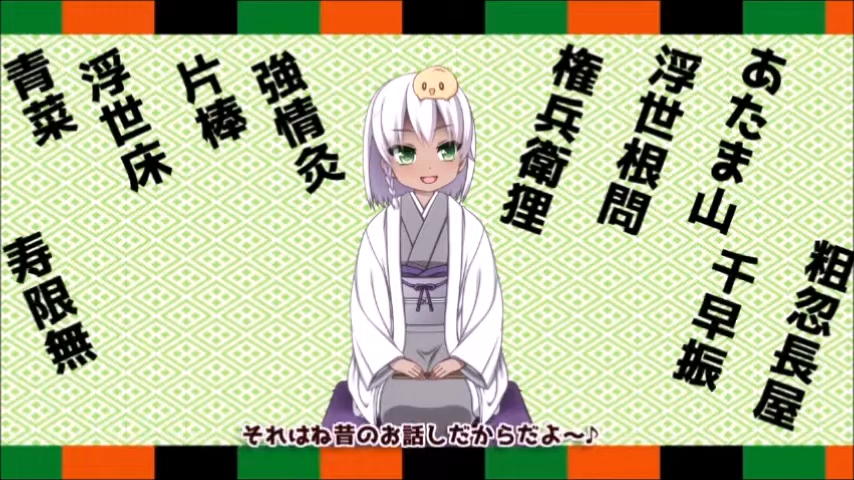 あたま山
浮世根問
権兵衛狸
強情灸
片棒
浮世床
青菜
粗忽長屋
千早振
寿限無
それはね昔のお話しだからだよ～♪